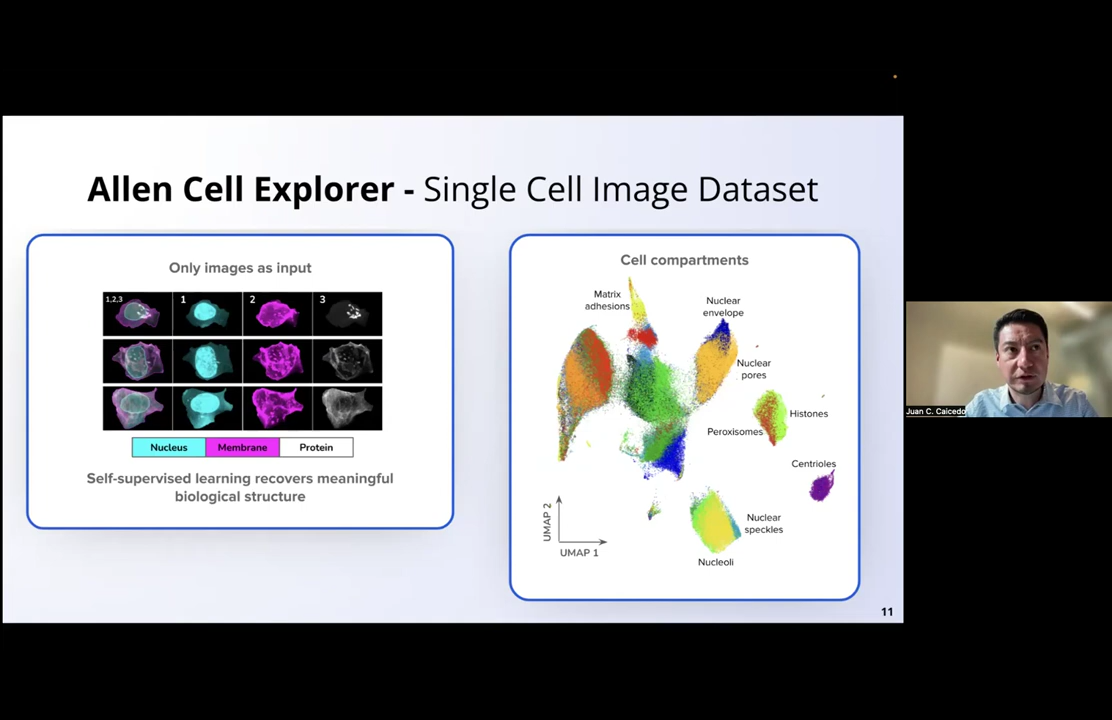 Allen Cell Explorer - Single Cell Image Dataset
Only images as input
1,2,3
1
2
3
Nucleus
Membrane
Protein
Self-supervised learning recovers meaningful
biological structure
Cell compartments
Matrix
adhesions
Nuclear
envelope
Nuclear
pores
Histones
Peroxisomes
Centrioles
Nuclear
speckles
Nucleoli
UMAP 2
UMAP 1
11
Juan C. Caicedo